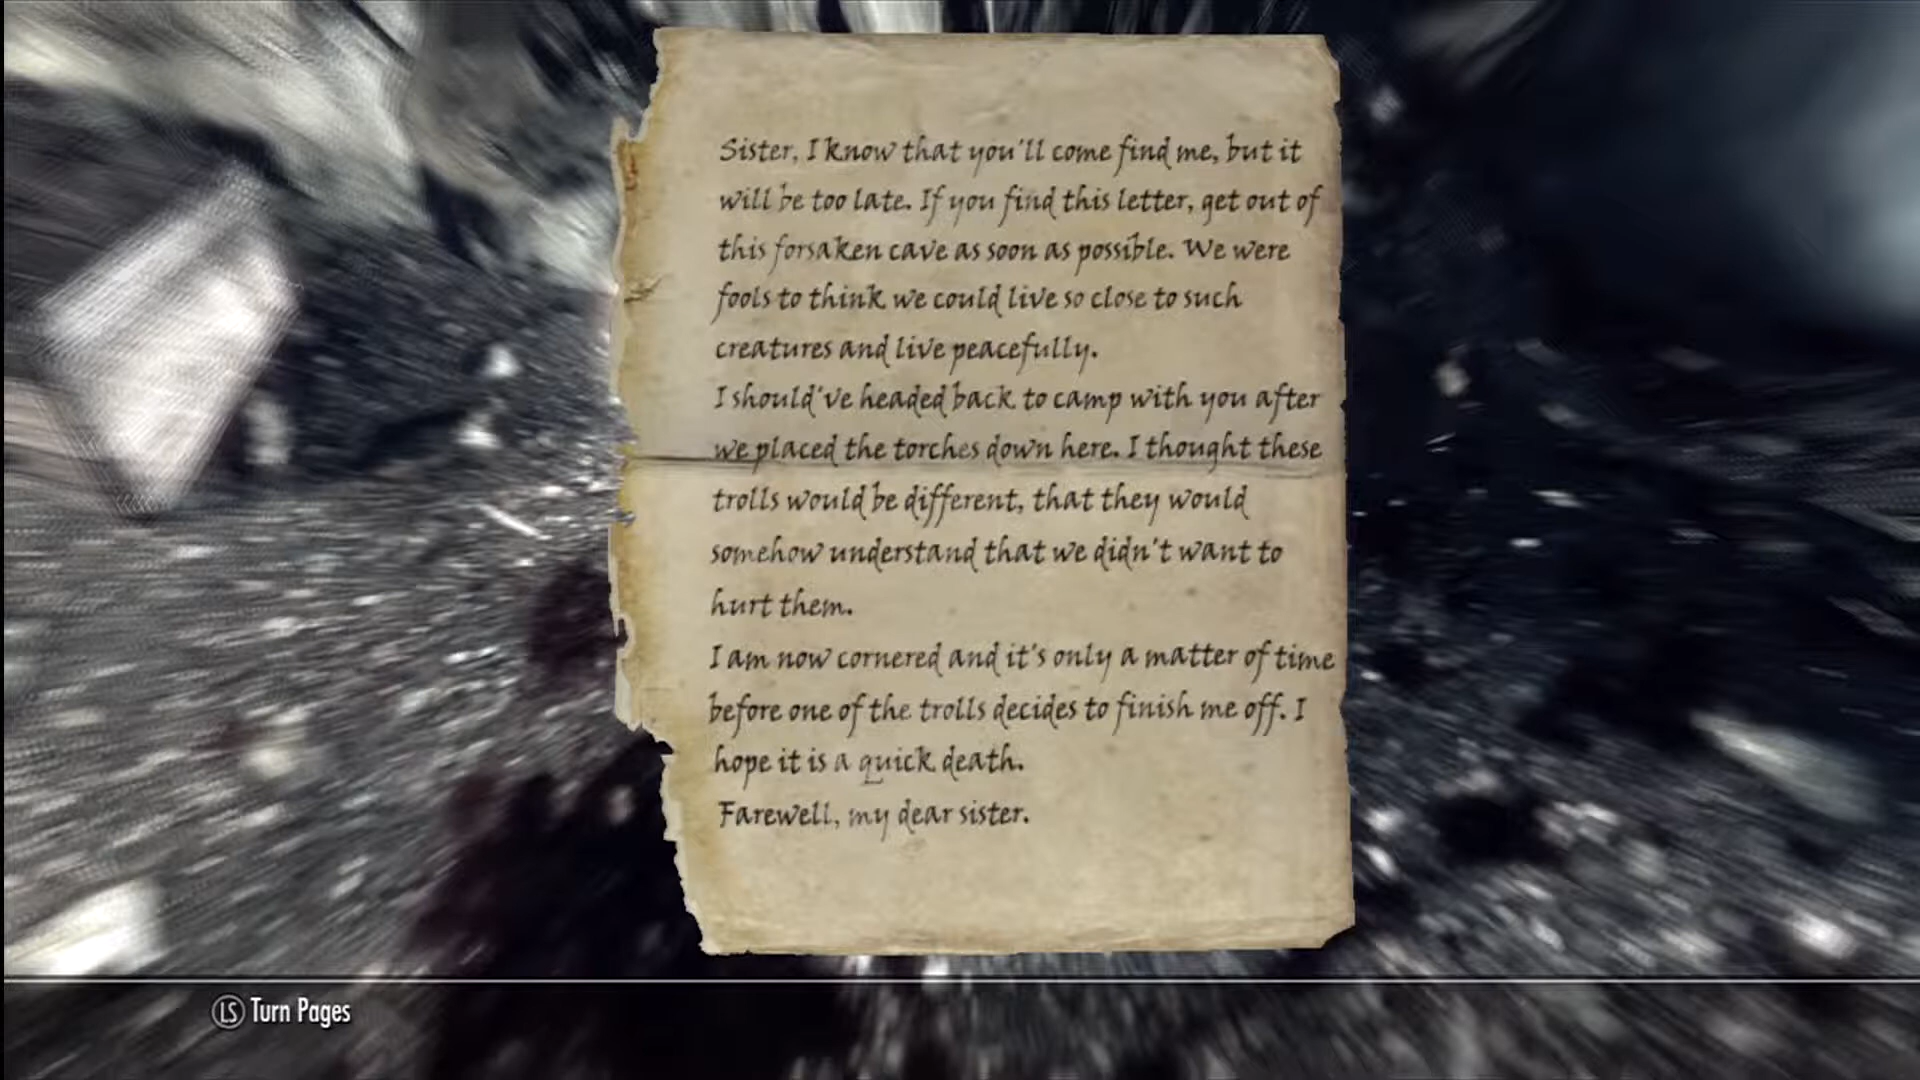 Sister, I know that you'll come find me, but it
will be too late. If you find this letter, get out of
this forsaken cave as soon as possible. We were
fools to think we could live so close to such
creatures and live peacefully.
I should've headed back to camp with you after
we placed the torches down here. I thought these
trolls would be different, that they would
somehow understand that we didn't want to
hurt them.
I am now cornered and it's only a matter of time
before one of the trolls decides to finish me off. I
hope it is a quick death.
Farewell, my dear sister.
LS Turn Pages